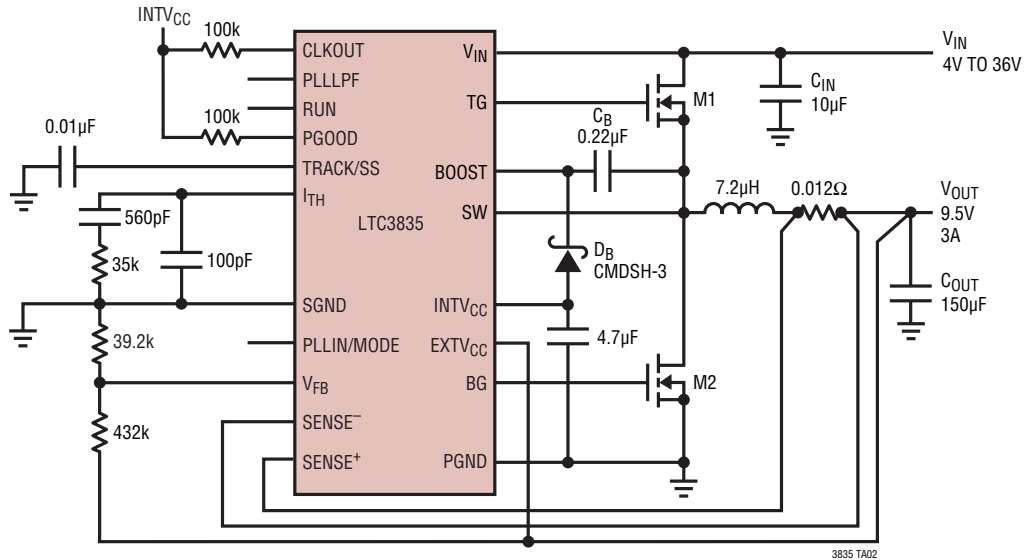 INTVCC
100k
CLKOUT
PLLLPF
RUN
100k
PGOOD
0.01µF
TRACK/SS
ITH
560pF
35k
100pF
LTC3835
SGND
39.2k
PLLIN/MODE
VFB
432k
SENSE–
SENSE+
VIN
TG
BOOST
SW
INTVCC
EXTVCC
BG
PGND
M1
CB
0.22µF
DB
CMDSH-3
4.7µF
M2
7.2µH
0.012Ω
VIN
4V TO 36V
CIN
10µF
VOUT
9.5V
3A
COUT
150µF
3835 TA02